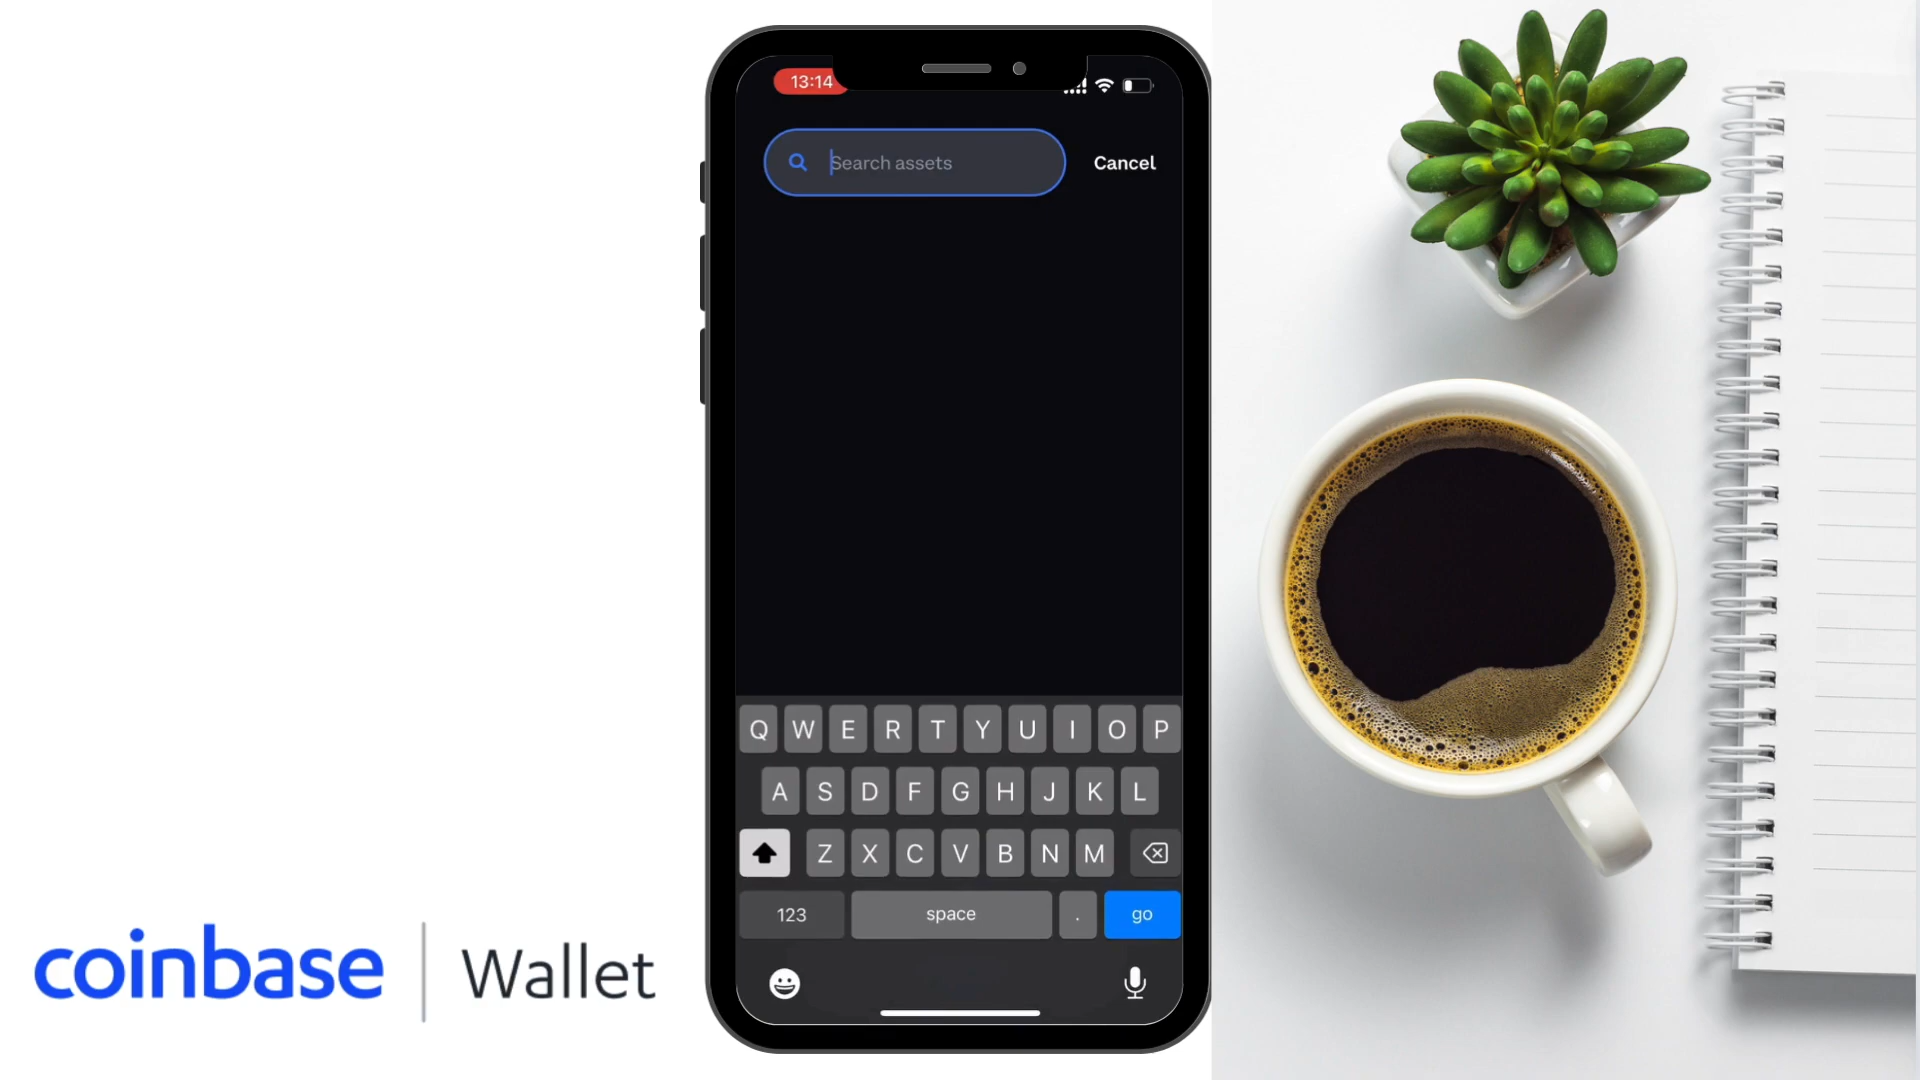 13:14
Search assets
Cancel
Q W E R T Y U I O P
A S D F G H J K L
Z X C V B N M
123 space . go
coinbase | Wallet